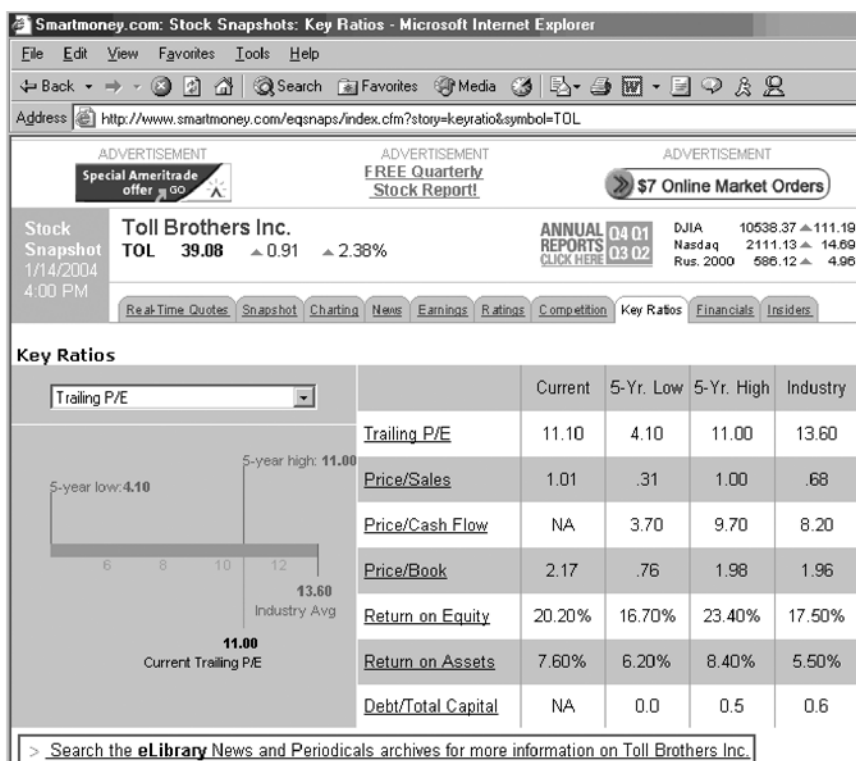 Smartmoney.com: Stock Snapshots: Key Ratios - Microsoft Internet Explorer
File Edit View Favorites Tools Help
Back Search Favorites Media
Address http://www.smartmoney.com/eqsnaps/index.cfm?story=keyratio&symbol=TOL
ADVERTISEMENT ADVERTISEMENT ADVERTISEMENT
Special Ameritrade offer GO
FREE Quarterly
Stock Report!
$7 Online Market Orders
Stock
Snapshot
1/14/2004
4:00 PM
Toll Brothers Inc.
TOL 39.08 ▲ 0.91 ▲ 2.38%
ANNUAL REPORTS CLICK HERE
Q4 Q1
Q3 Q2
DJIA 10538.37 ▲ 111.19
Nasdaq 2111.13 ▲ 14.69
Rus. 2000 586.12 ▲ 4.96
Real-Time Quotes Snapshot Charting News Earnings Ratings Competition Key Ratios Financials Insiders
Key Ratios
Trailing P/E
5-year high: 11.00
5-year low: 4.10
6 8 10 12
13.60
Industry Avg
11.00
Current Trailing P/E
Current 5-Yr. Low 5-Yr. High Industry
Trailing P/E 11.10 4.10 11.00 13.60
Price/Sales 1.01 .31 1.00 .68
Price/Cash Flow NA 3.70 9.70 8.20
Price/Book 2.17 .76 1.98 1.96
Return on Equity 20.20% 16.70% 23.40% 17.50%
Return on Assets 7.60% 6.20% 8.40% 5.50%
Debt/Total Capital NA 0.0 0.5 0.6
> Search the eLibrary News and Periodicals archives for more information on Toll Brothers Inc.